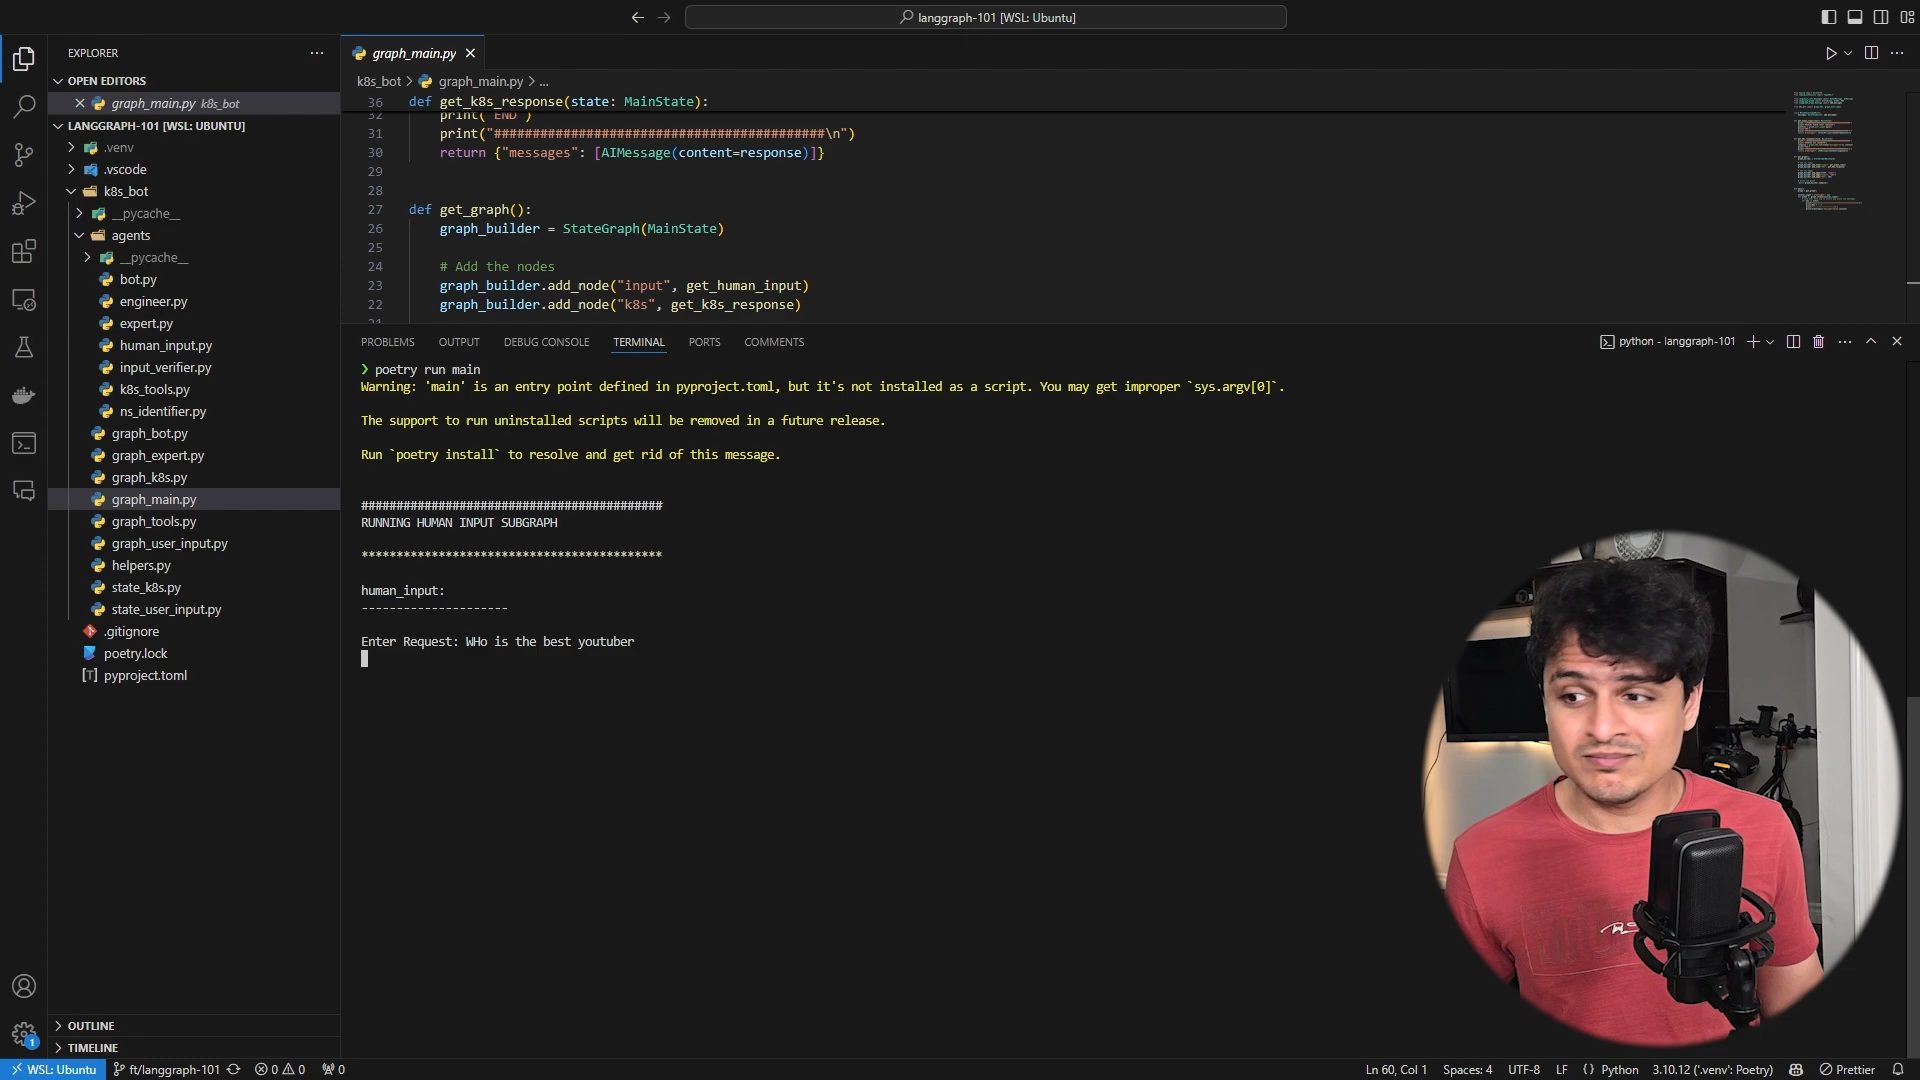 langgraph-101 [WSL: Ubuntu]
EXPLORER
OPEN EDITORS
graph_main.py k8s_bot
LANGGRAPH-101 [WSL: UBUNTU]
.venv
.vscode
k8s_bot
__pycache__
agents
__pycache__
bot.py
engineer.py
expert.py
human_input.py
input_verifier.py
k8s_tools.py
ns_identifier.py
graph_bot.py
graph_expert.py
graph_k8s.py
graph_main.py
graph_tools.py
graph_user_input.py
helpers.py
state_k8s.py
state_user_input.py
.gitignore
poetry.lock
pyproject.toml
OUTLINE
TIMELINE
graph_main.py
k8s_bot > graph_main.py > ...
36 def get_k8s_response(state: MainState):
32 print("END")
31 print("###########################################\n")
30 return {"messages": [AIMessage(content=response)]}
29
28
27 def get_graph():
26 graph_builder = StateGraph(MainState)
25
24 # Add the nodes
23 graph_builder.add_node("input", get_human_input)
22 graph_builder.add_node("k8s", get_k8s_response)
PROBLEMS OUTPUT DEBUG CONSOLE TERMINAL PORTS COMMENTS
python - langgraph-101
❯ poetry run main
Warning: 'main' is an entry point defined in pyproject.toml, but it's not installed as a script. You may get improper `sys.argv[0]`.
The support to run uninstalled scripts will be removed in a future release.
Run `poetry install` to resolve and get rid of this message.
###########################################
RUNNING HUMAN INPUT SUBGRAPH
*******************************************
human_input:
---------------------
Enter Request: WHo is the best youtuber
1
WSL: Ubuntu ft/langgraph-101 0 0 0 Ln 60, Col 1 Spaces: 4 UTF-8 LF {} Python 3.10.12 ('.venv': Poetry) Prettier